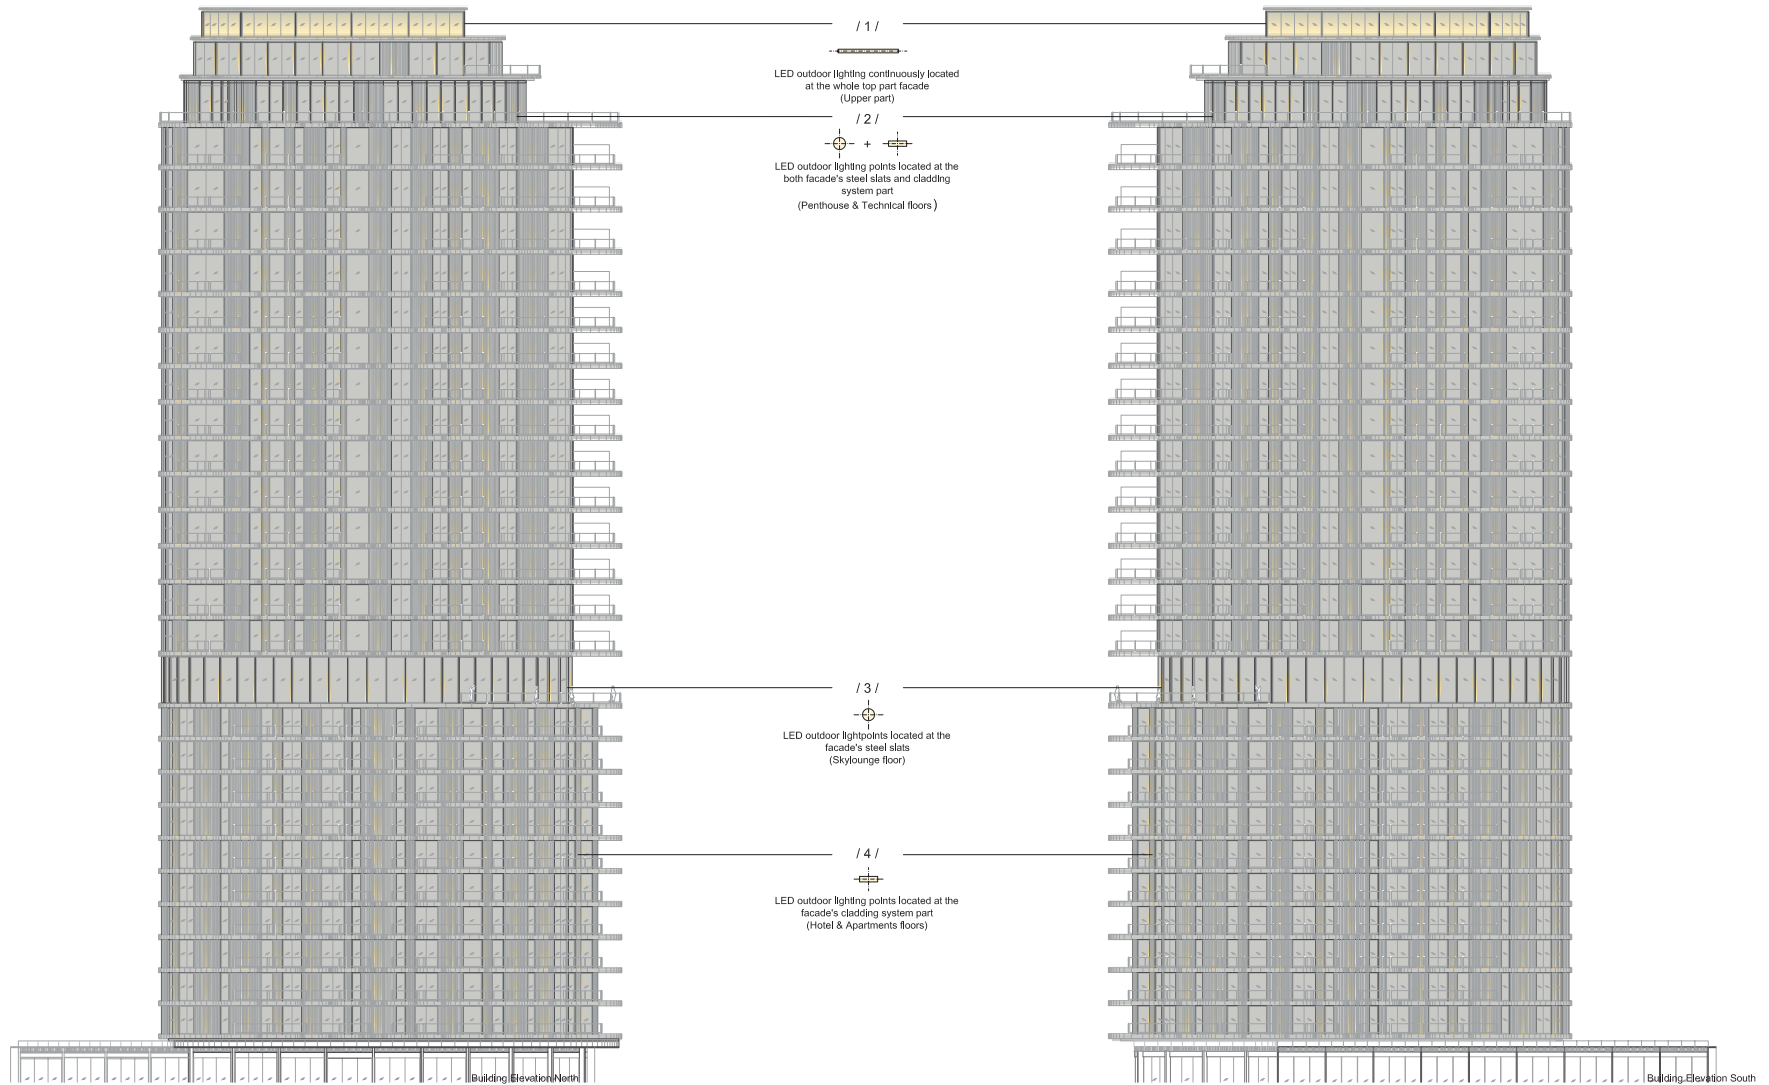 / 1 /
LED outdoor lighting continuously located
at the whole top part facade
(Upper part)
/ 2 /
+
LED outdoor lighting points located at the
both facade's steel slats and cladding
system part
(Penthouse & Technical floors)
/ 3 /
LED outdoor lightpoints located at the
facade's steel slats
(Skylounge floor)
/ 4 /
LED outdoor lighting points located at the
facade's cladding system part
(Hotel & Apartments floors)
Building Elevation North
Building Elevation South